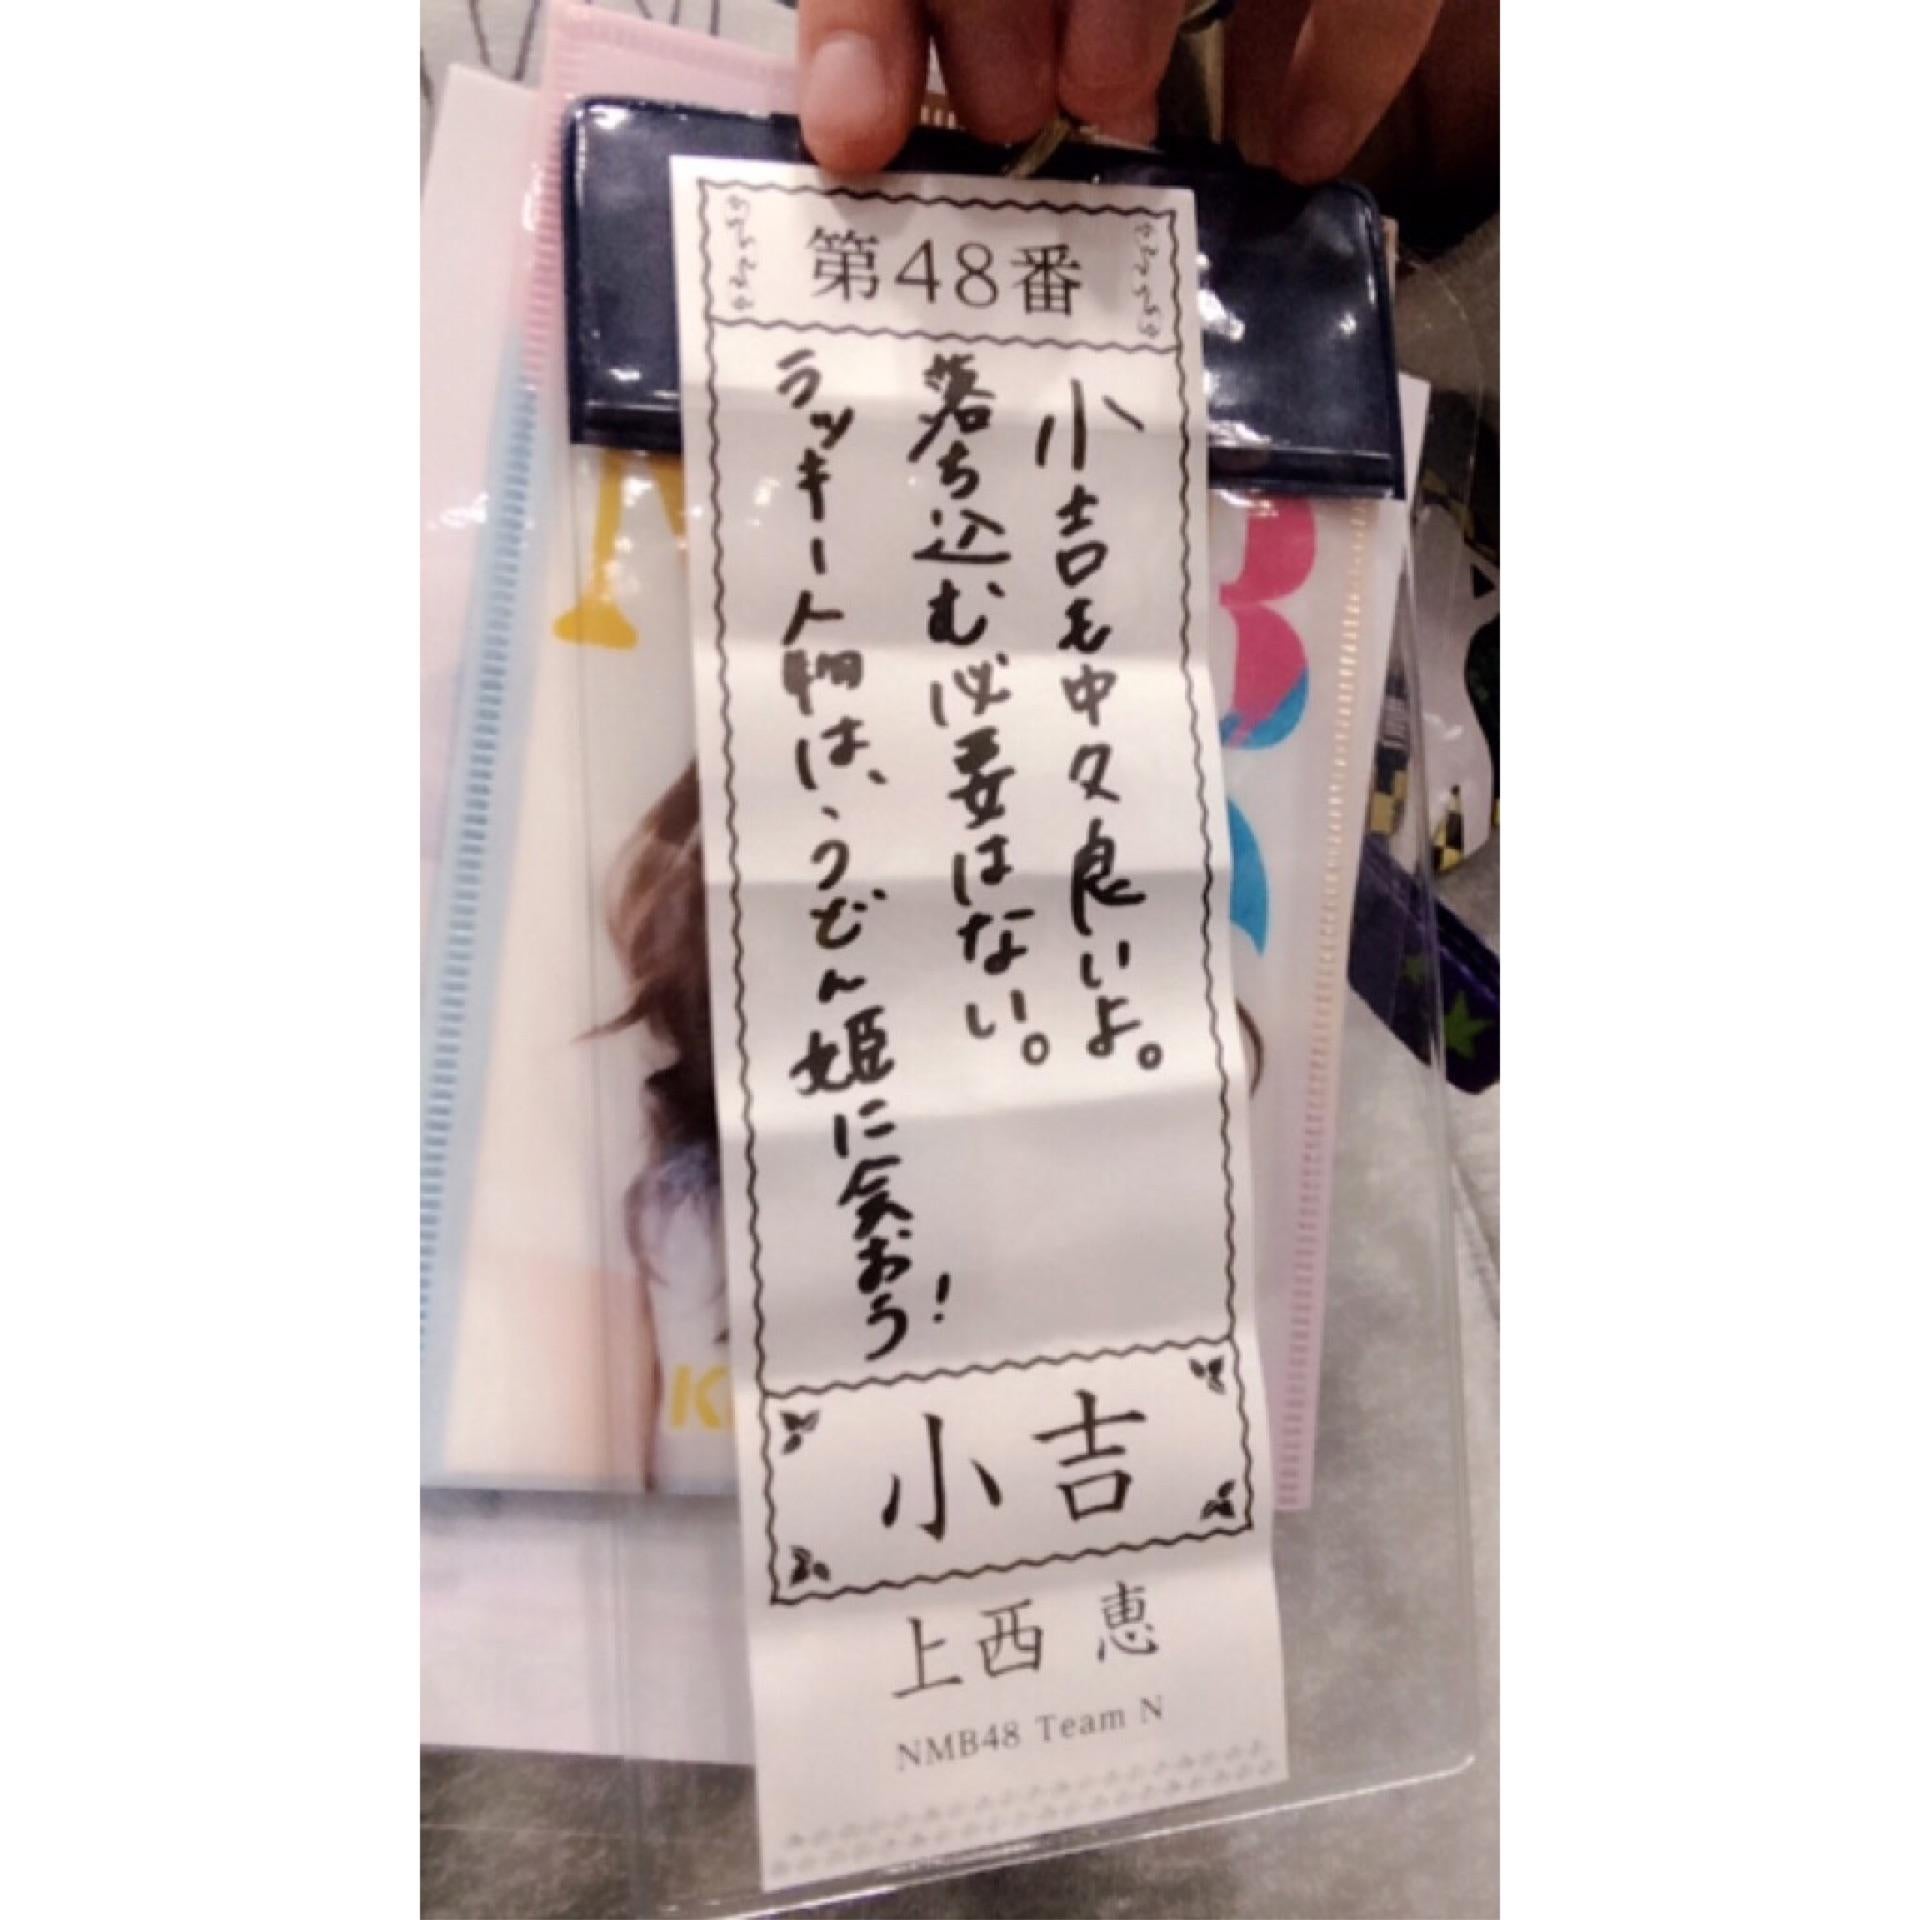 第48番
小吉も中々良いよ。
落ち込む必要はない。
ラッキー人物は、うどん姫に会おう!
小吉
上西 恵
NMB48 Team N